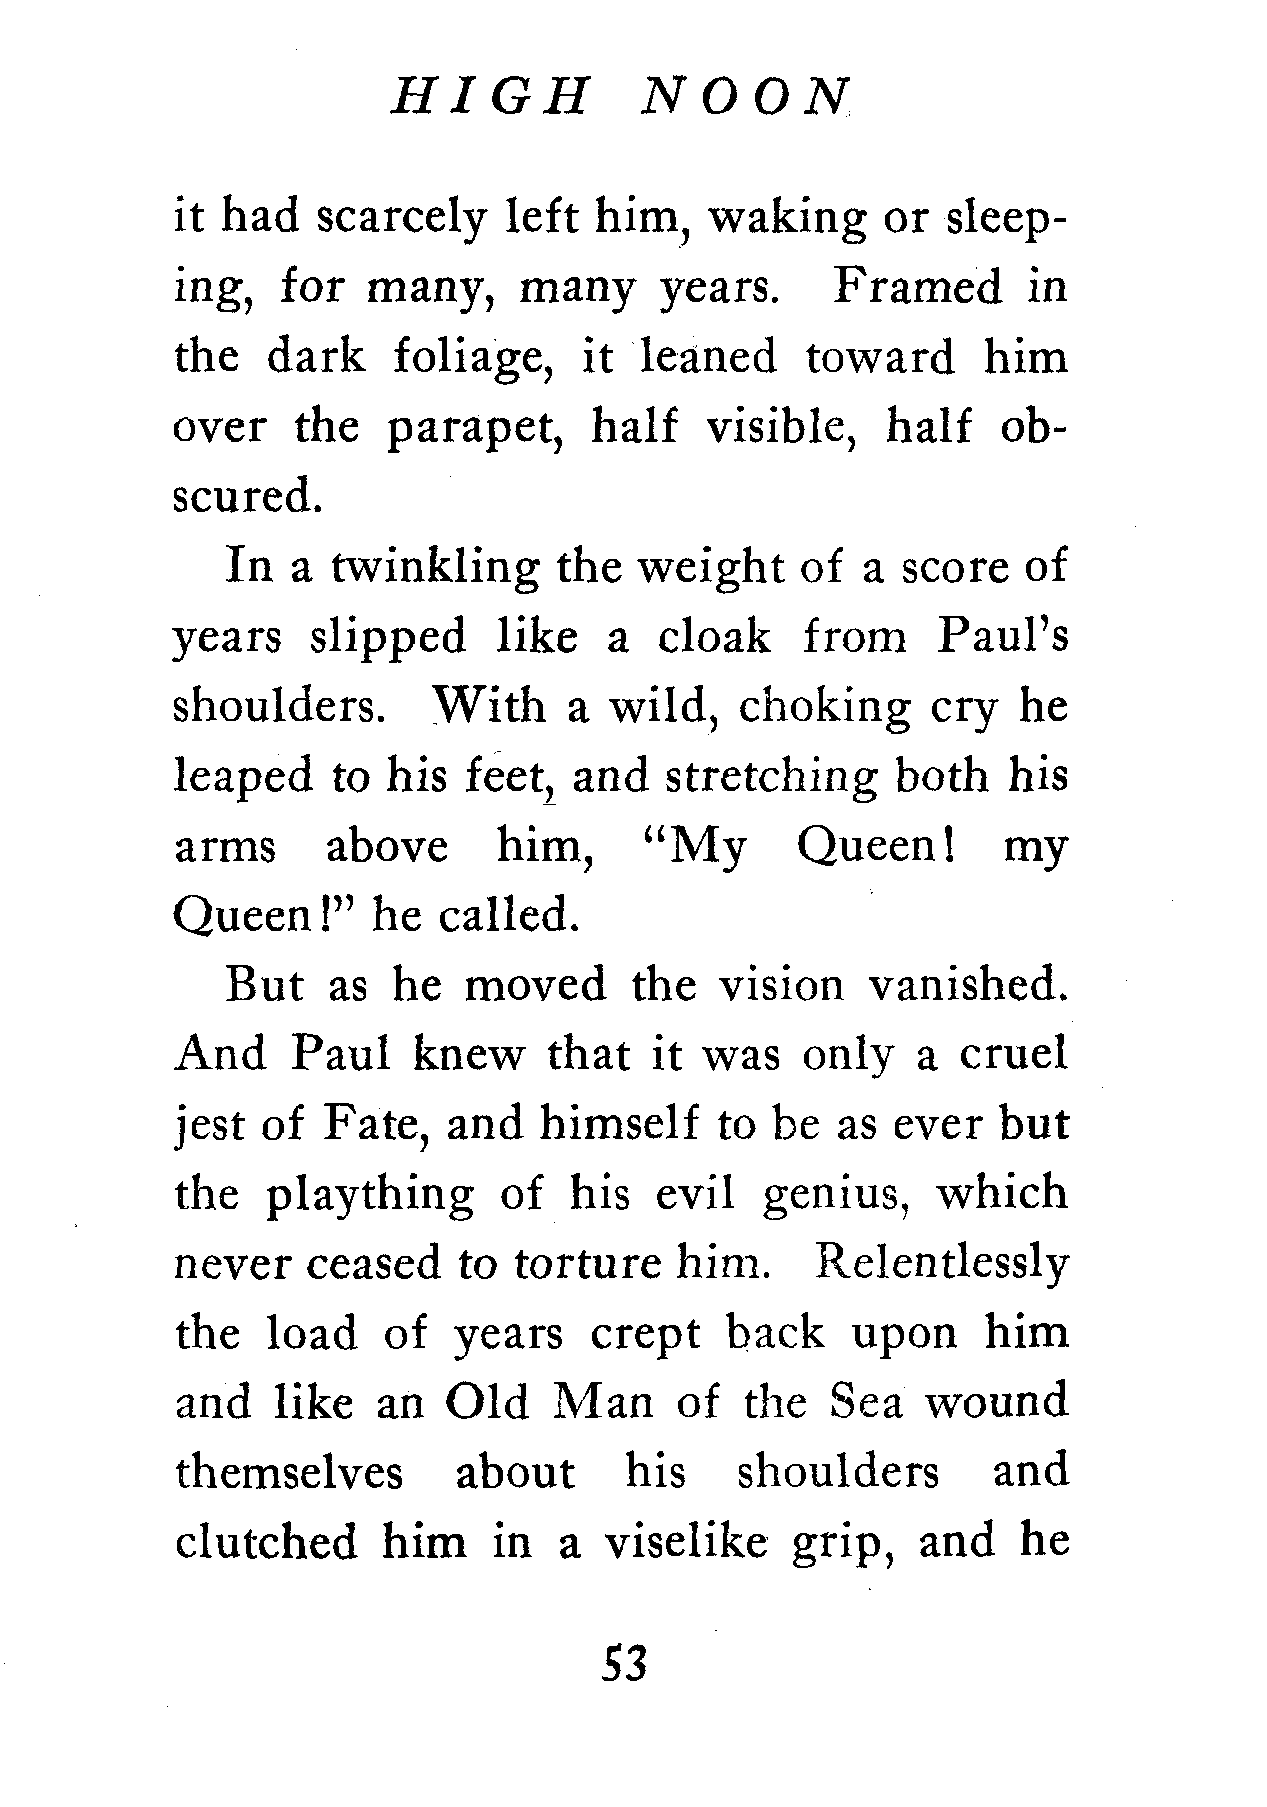 HIGH NOON
it had scarcely left him, waking or sleep-
ing, for many, many years. Framed in
the dark foliage, it leaned toward him
over the parapet, half visible, half ob-
scured.
In a twinkling the weight of a score of
years slipped like a cloak from Paul's
shoulders. With a wild, choking cry he
leaped to his feet, and stretching both his
arms above him, "My Queen! my
Queen!" he called.
But as he moved the vision vanished.
And Paul knew that it was only a cruel
jest of Fate, and himself to be as ever but
the plaything of his evil genius, which
never ceased to torture him. Relentlessly
the load of years crept back upon him
and like an Old Man of the Sea wound
themselves about his shoulders and
clutched him in a viselike grip, and he
53